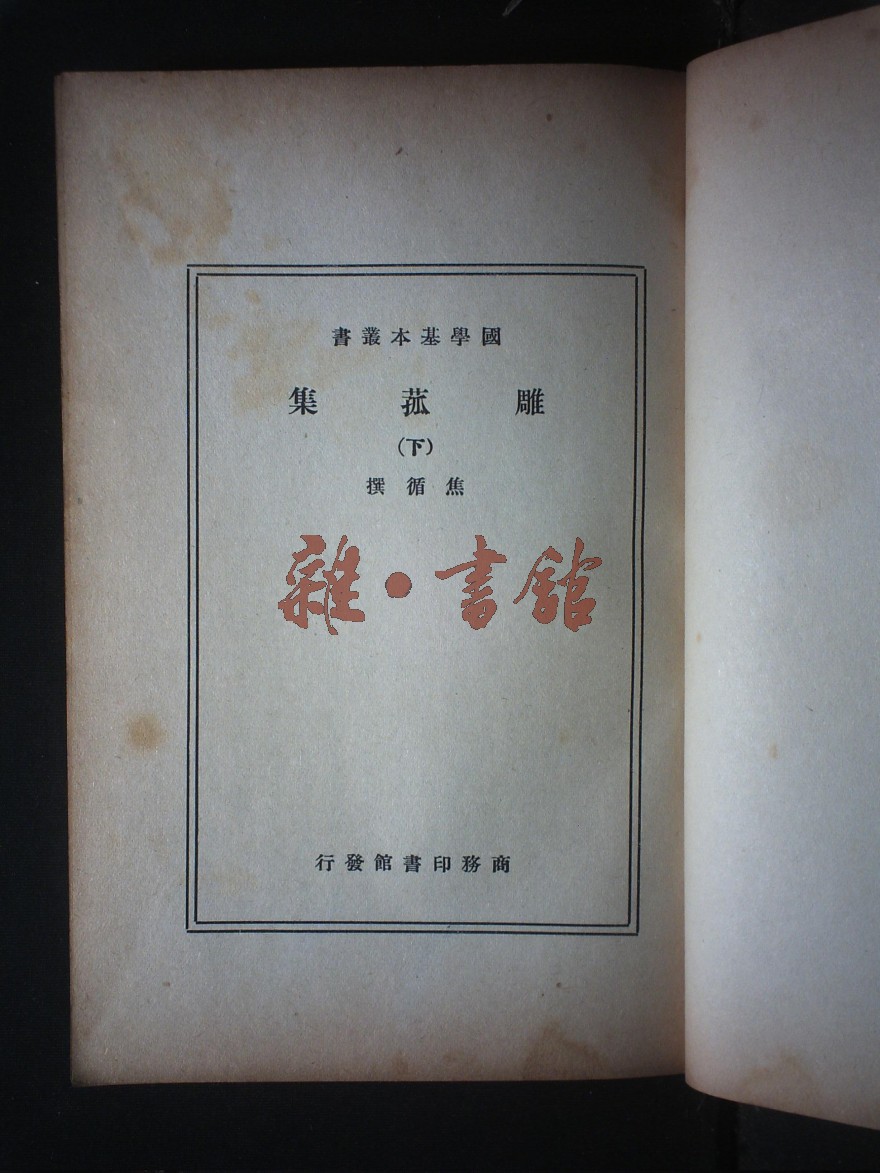 國學基本叢書
雕菰集
(下)
焦循撰
雜·書館
商務印書館發行